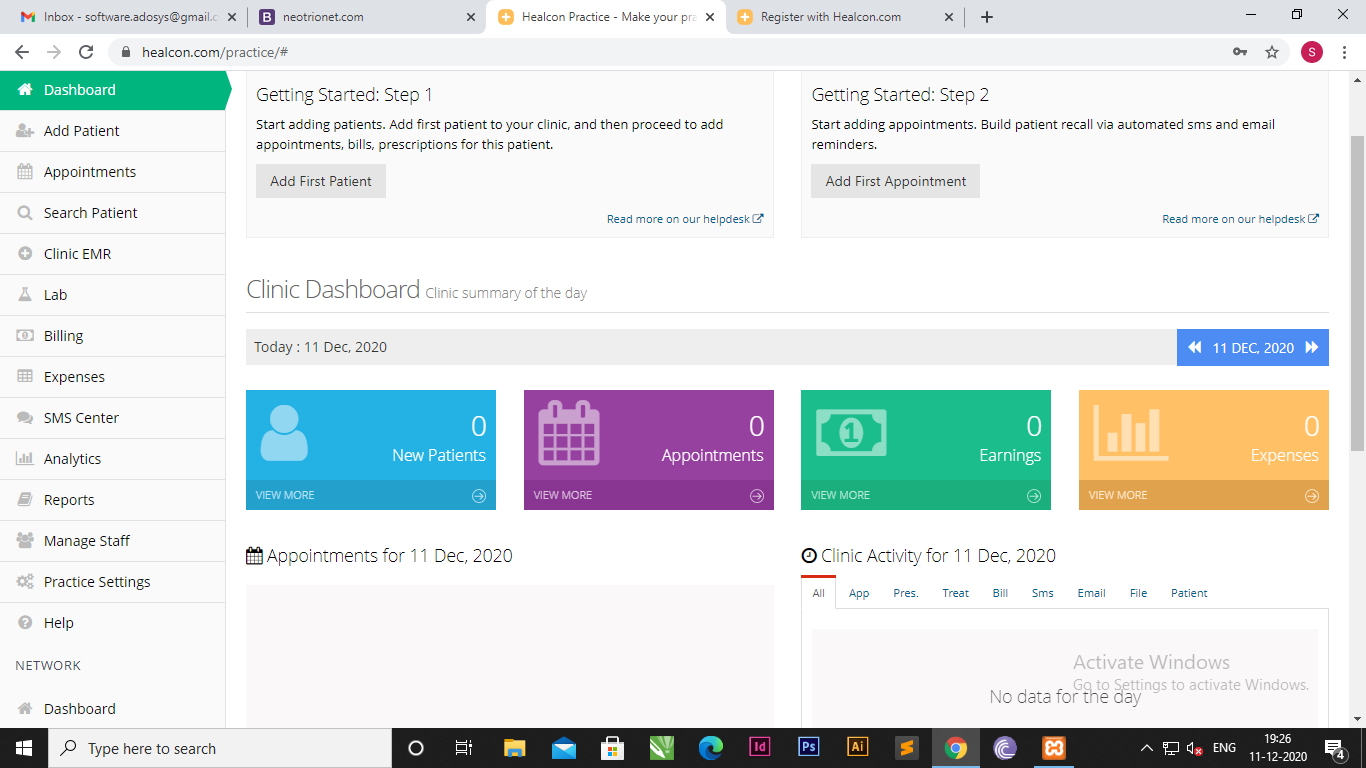 Inbox - software.adosys@gmail.c
neotrionet.com
Healcon Practice - Make your pra
Register with Healcon.com
healcon.com/practice/#
S
Dashboard
Add Patient
Appointments
Search Patient
Clinic EMR
Lab
Billing
Expenses
SMS Center
Analytics
Reports
Manage Staff
Practice Settings
Help
NETWORK
Dashboard
Getting Started: Step 1
Start adding patients. Add first patient to your clinic, and then proceed to add
appointments, bills, prescriptions for this patient.
Add First Patient
Read more on our helpdesk
Getting Started: Step 2
Start adding appointments. Build patient recall via automated sms and email
reminders.
Add First Appointment
Read more on our helpdesk
Clinic Dashboard Clinic summary of the day
Today : 11 Dec, 2020
11 DEC, 2020
0
New Patients
VIEW MORE
0
Appointments
VIEW MORE
1
0
Earnings
VIEW MORE
0
Expenses
VIEW MORE
Appointments for 11 Dec, 2020
Clinic Activity for 11 Dec, 2020
All App Pres. Treat Bill Sms Email File Patient
No data for the day
Activate Windows
Go to Settings to activate Windows.
Type here to search
Id
Ps
Ai
ENG
19:26
11-12-2020
4